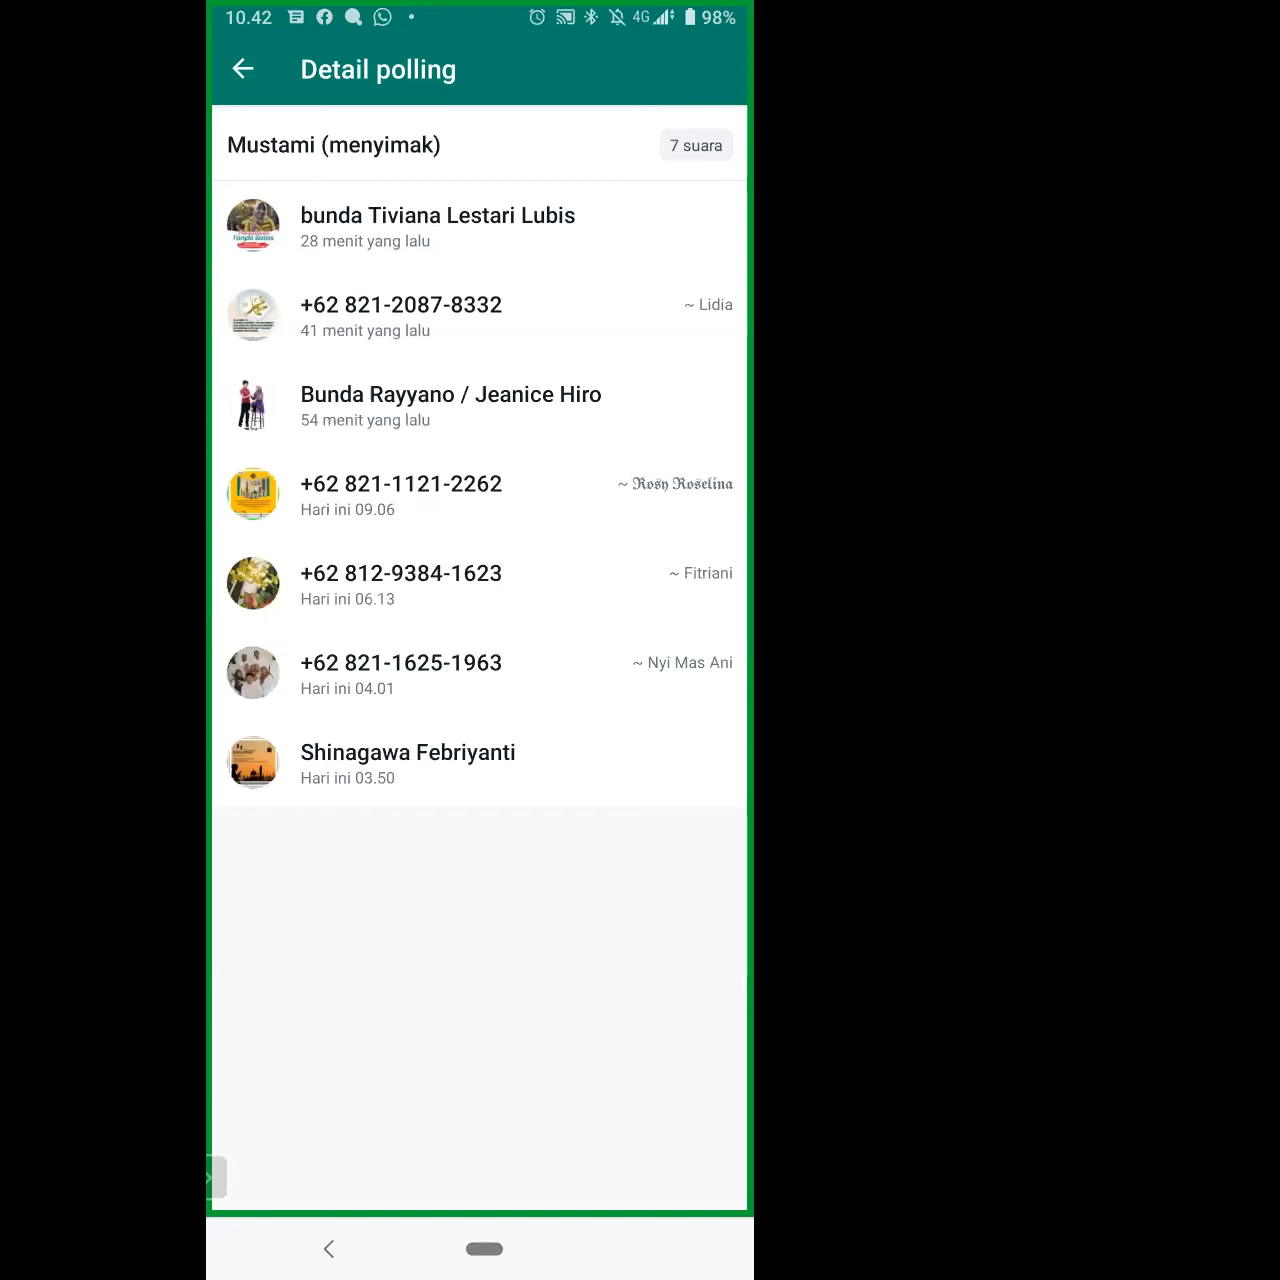 10.42 4G 98%
Detail polling
Mustami (menyimak) 7 suara
bunda Tiviana Lestari Lubis
28 menit yang lalu
+62 821-2087-8332 ~ Lidia
41 menit yang lalu
Bunda Rayyano / Jeanice Hiro
54 menit yang lalu
+62 821-1121-2262 ~ 𝕽𝖔𝖘𝖞 𝕽𝖔𝖘𝖊𝖑𝖎𝖓𝖆
Hari ini 09.06
+62 812-9384-1623 ~ Fitriani
Hari ini 06.13
+62 821-1625-1963 ~ Nyi Mas Ani
Hari ini 04.01
Shinagawa Febriyanti
Hari ini 03.50